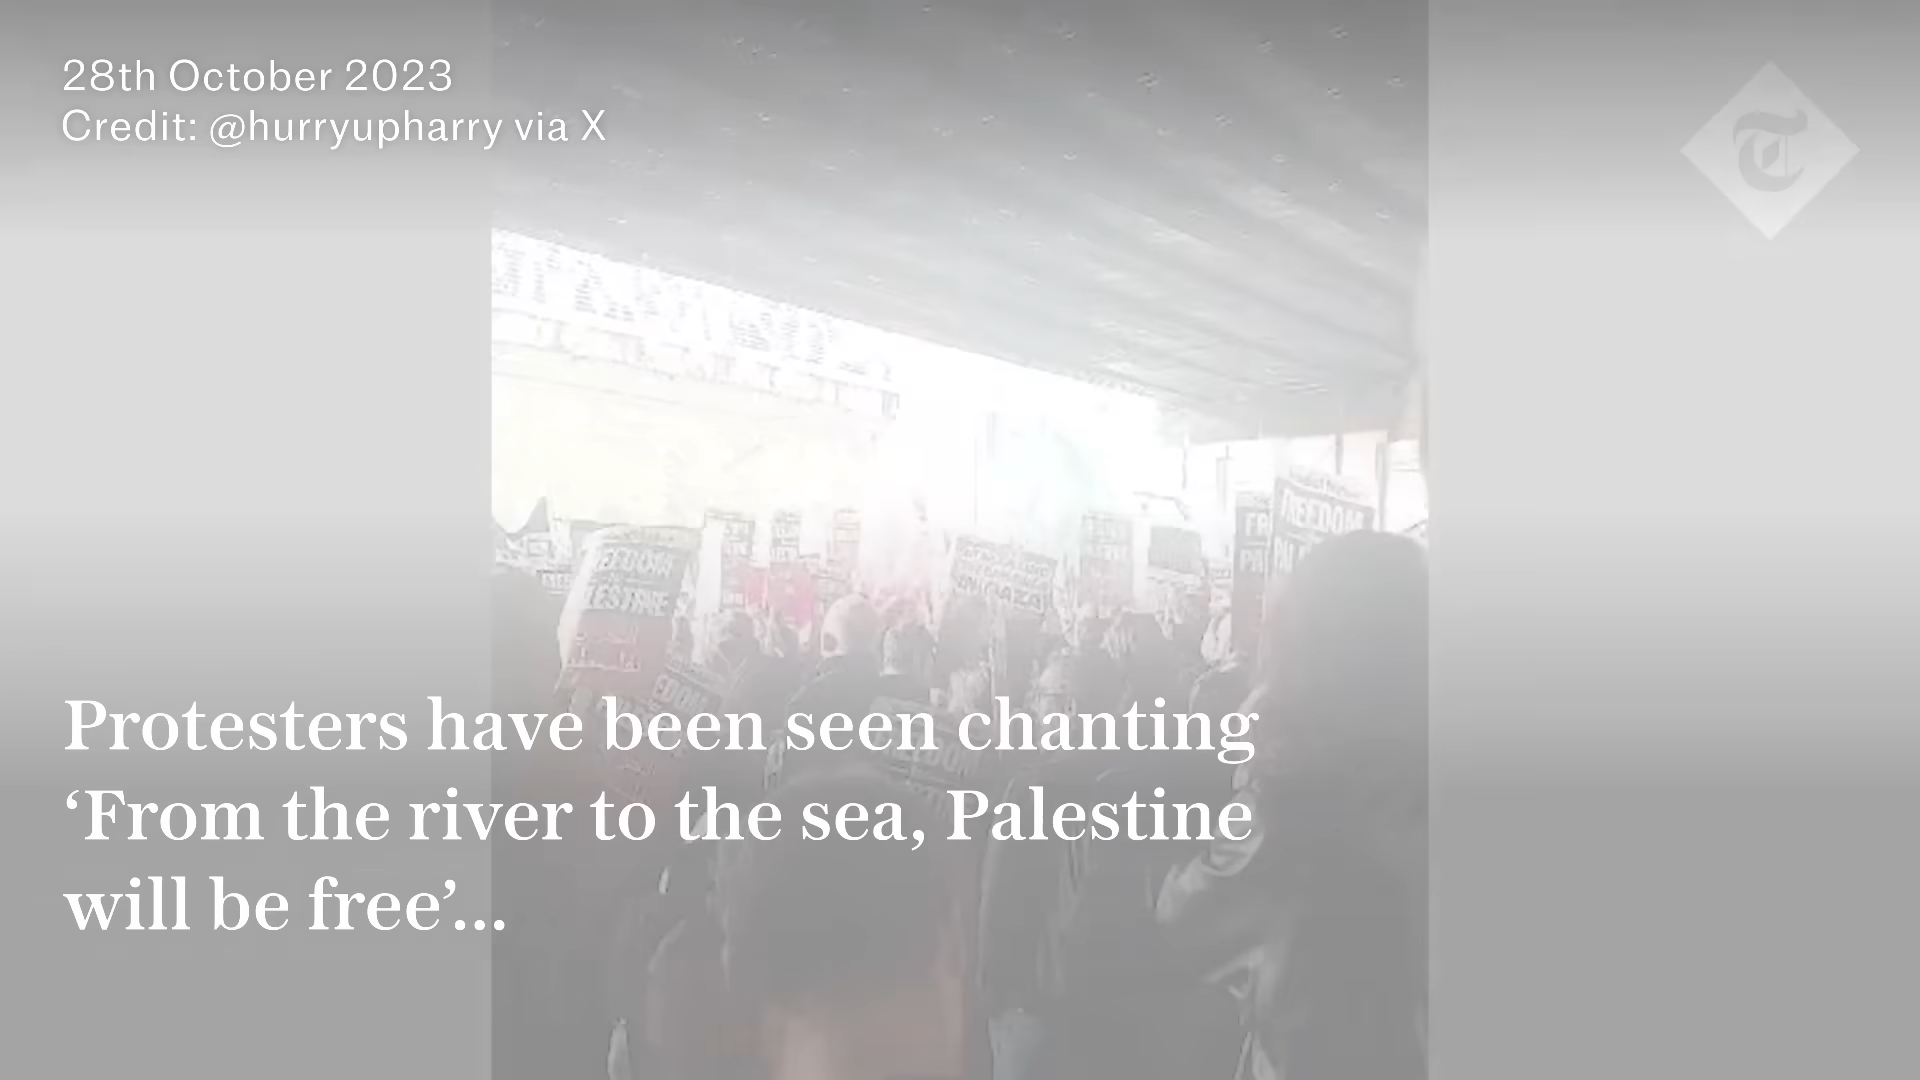 28th October 2023
Credit: @hurryupharry via X
T
FREEDOM
Protesters have been seen chanting
‘From the river to the sea, Palestine
will be free’...